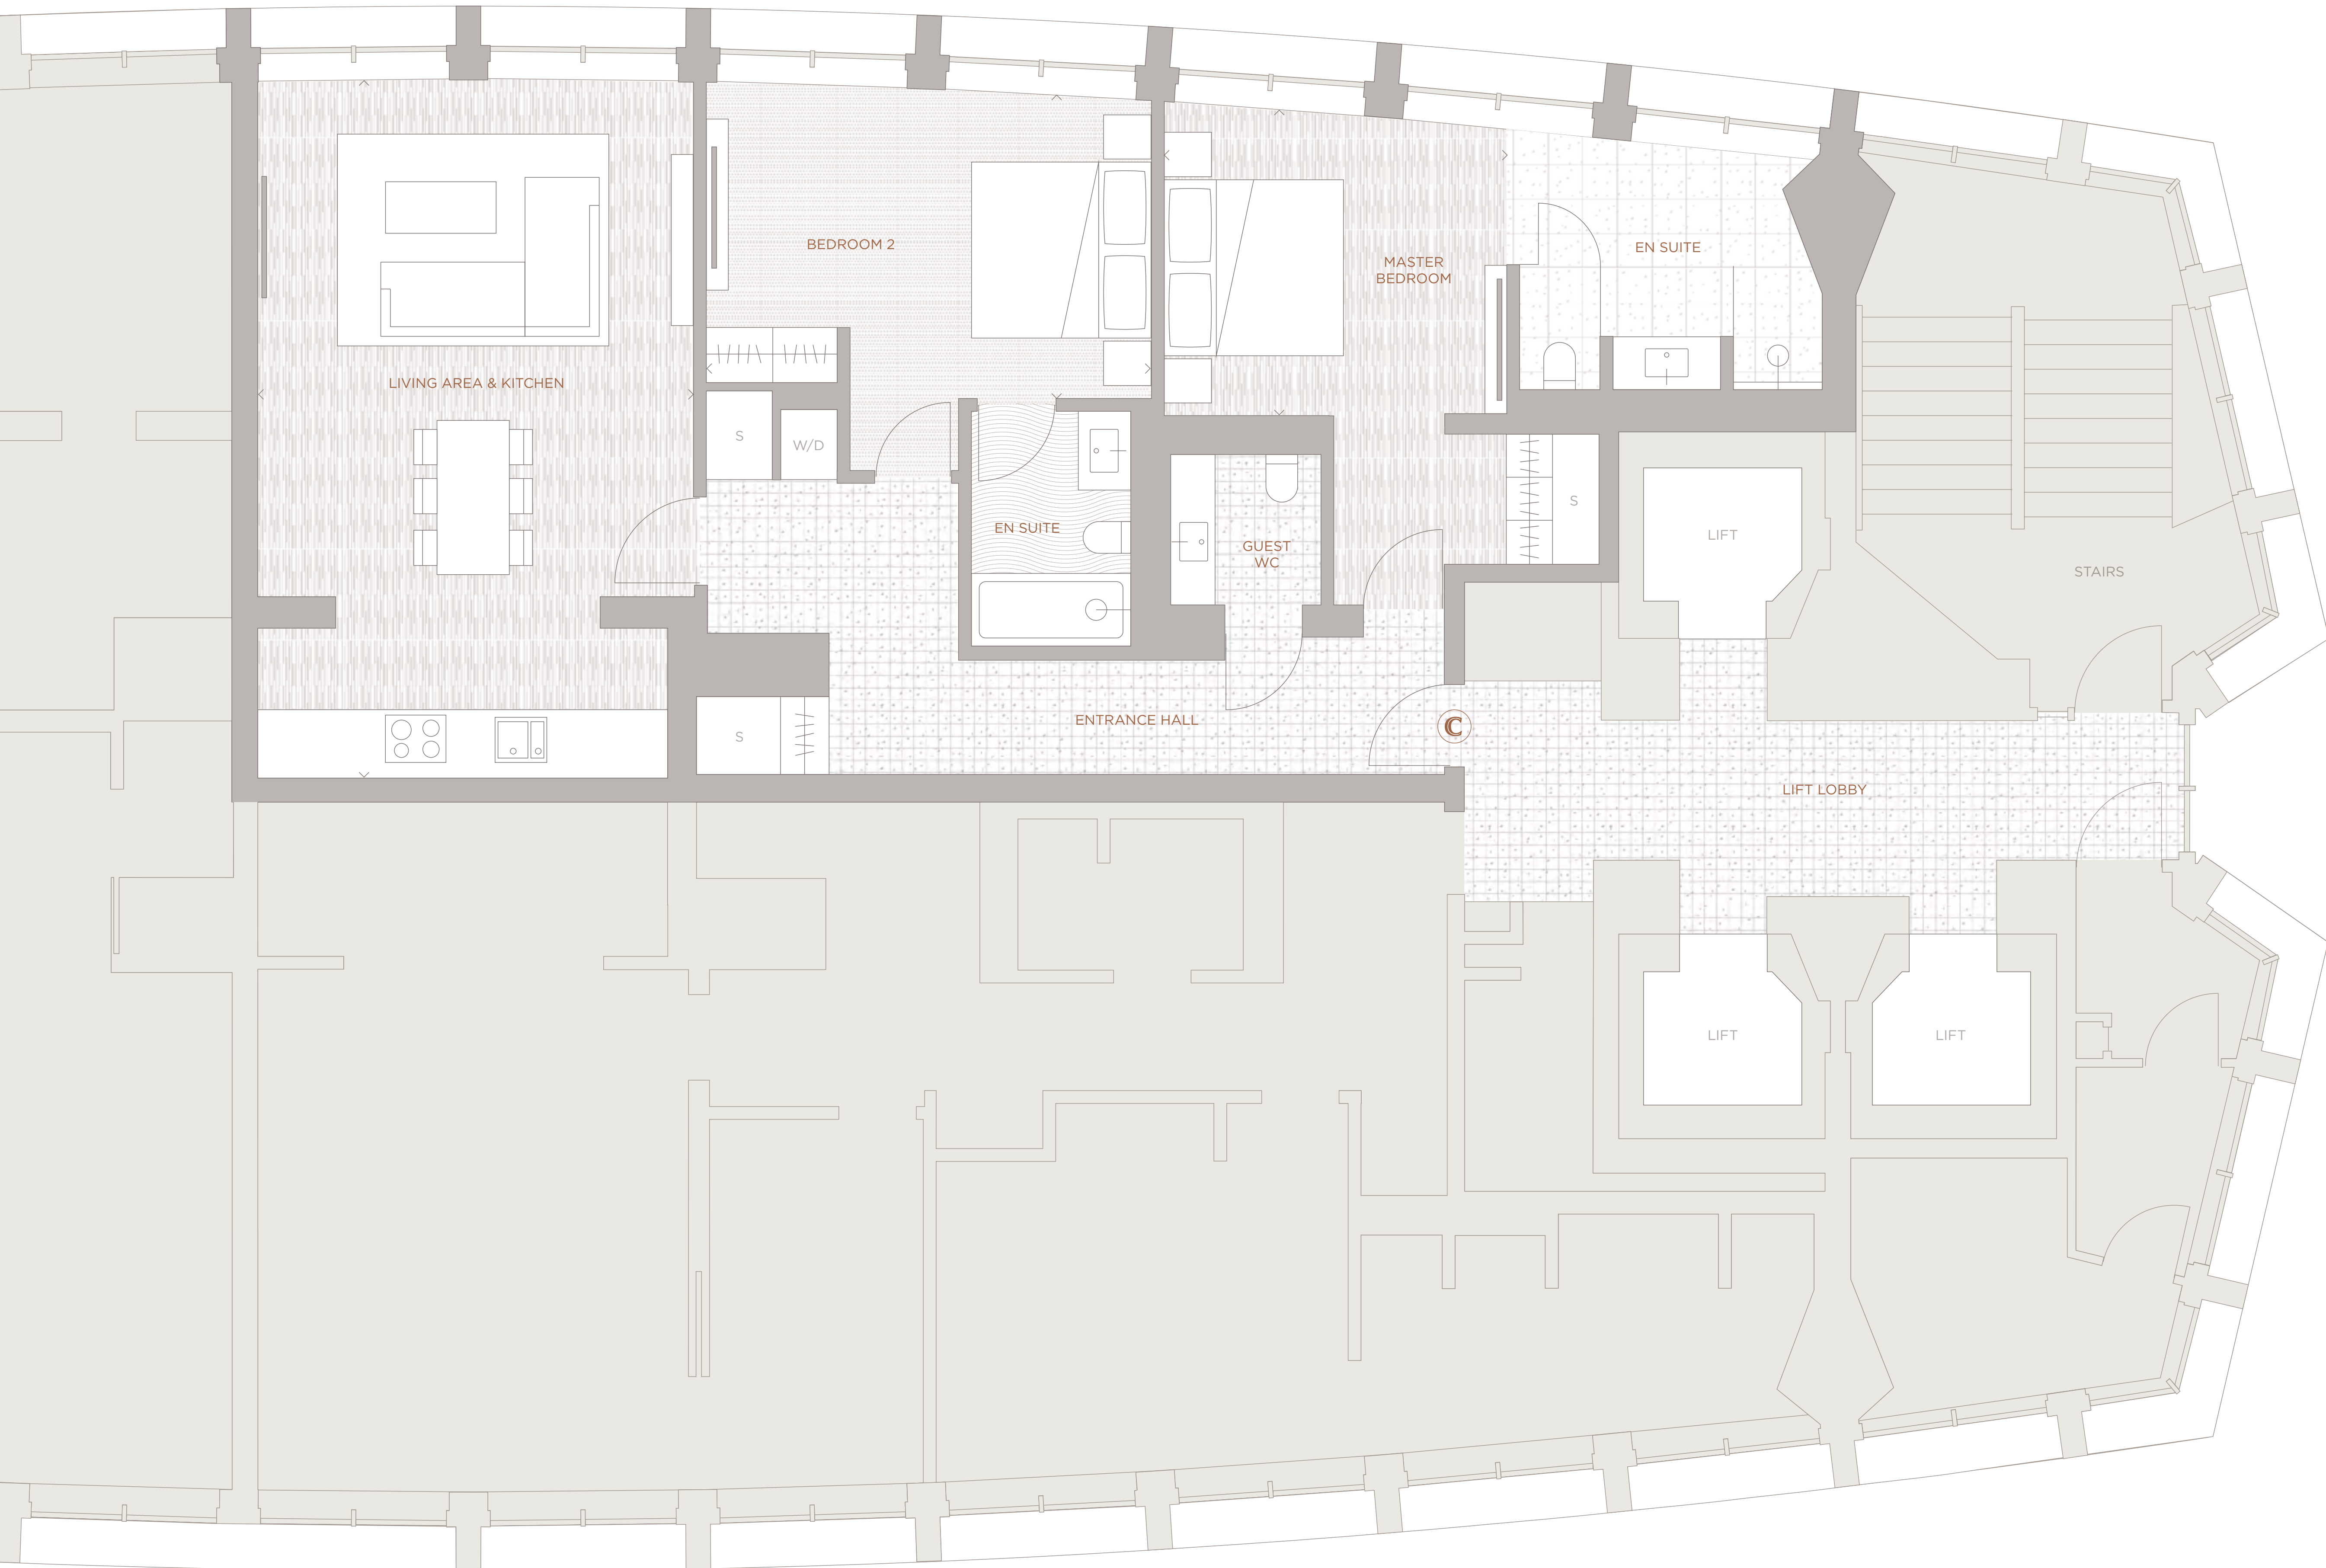 BEDROOM 2
EN SUITE
MASTER
BEDROOM
LIVING AREA & KITCHEN
S
W/D
S
EN SUITE
GUEST
WC
LIFT
STAIRS
ENTRANCE HALL
C
S
LIFT LOBBY
LIFT
LIFT